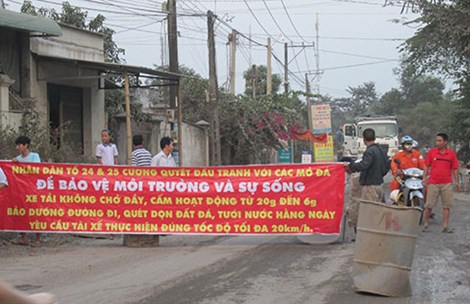 NHÂN DÂN TỔ 24 & 25 CƯƠNG QUYẾT ĐẤU TRANH VỚI CÁC MỎ ĐÁ
ĐỂ BẢO VỆ MÔI TRƯỜNG VÀ SỰ SỐNG
XE TẢI KHÔNG CHỞ ĐẦY, CẤM HOẠT ĐỘNG TỪ 20g ĐẾN 6g
BẢO DƯỠNG ĐƯỜNG ĐI, QUÉT DỌN ĐẤT ĐÁ, TƯỚI NƯỚC HÀNG NGÀY
YÊU CẦU TÀI XẾ THỰC HIỆN ĐÚNG TỐC ĐỘ TỐI ĐA 20km/h.